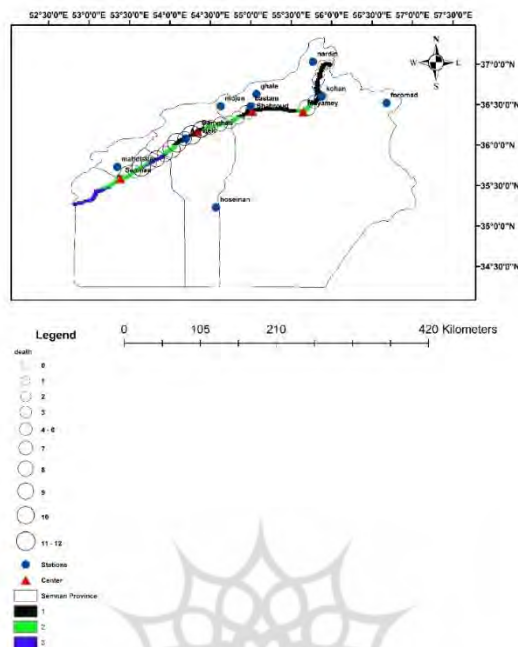 52°30'0"E 53°0'0"E 53°30'0"E 54°0'0"E 54°30'0"E 55°0'0"E 55°30'0"E 56°0'0"E 56°30'0"E 57°0'0"E 57°30'0"E
N
W
S
37°0'0"N
36°30'0"N
36°0'0"N
35°30'0"N
35°0'0"N
34°30'0"N
nardin
ghale
mojen
bastam
kohan
foromad
Shahroud
Mayamey
Damghan
Semnan
hoseinan
Legend
0 105 210 420 Kilometers
death
0
1
2
3
4 - 6
7
8
9
10
11 - 12
Stations
Center
Semnan Province
1
2
3